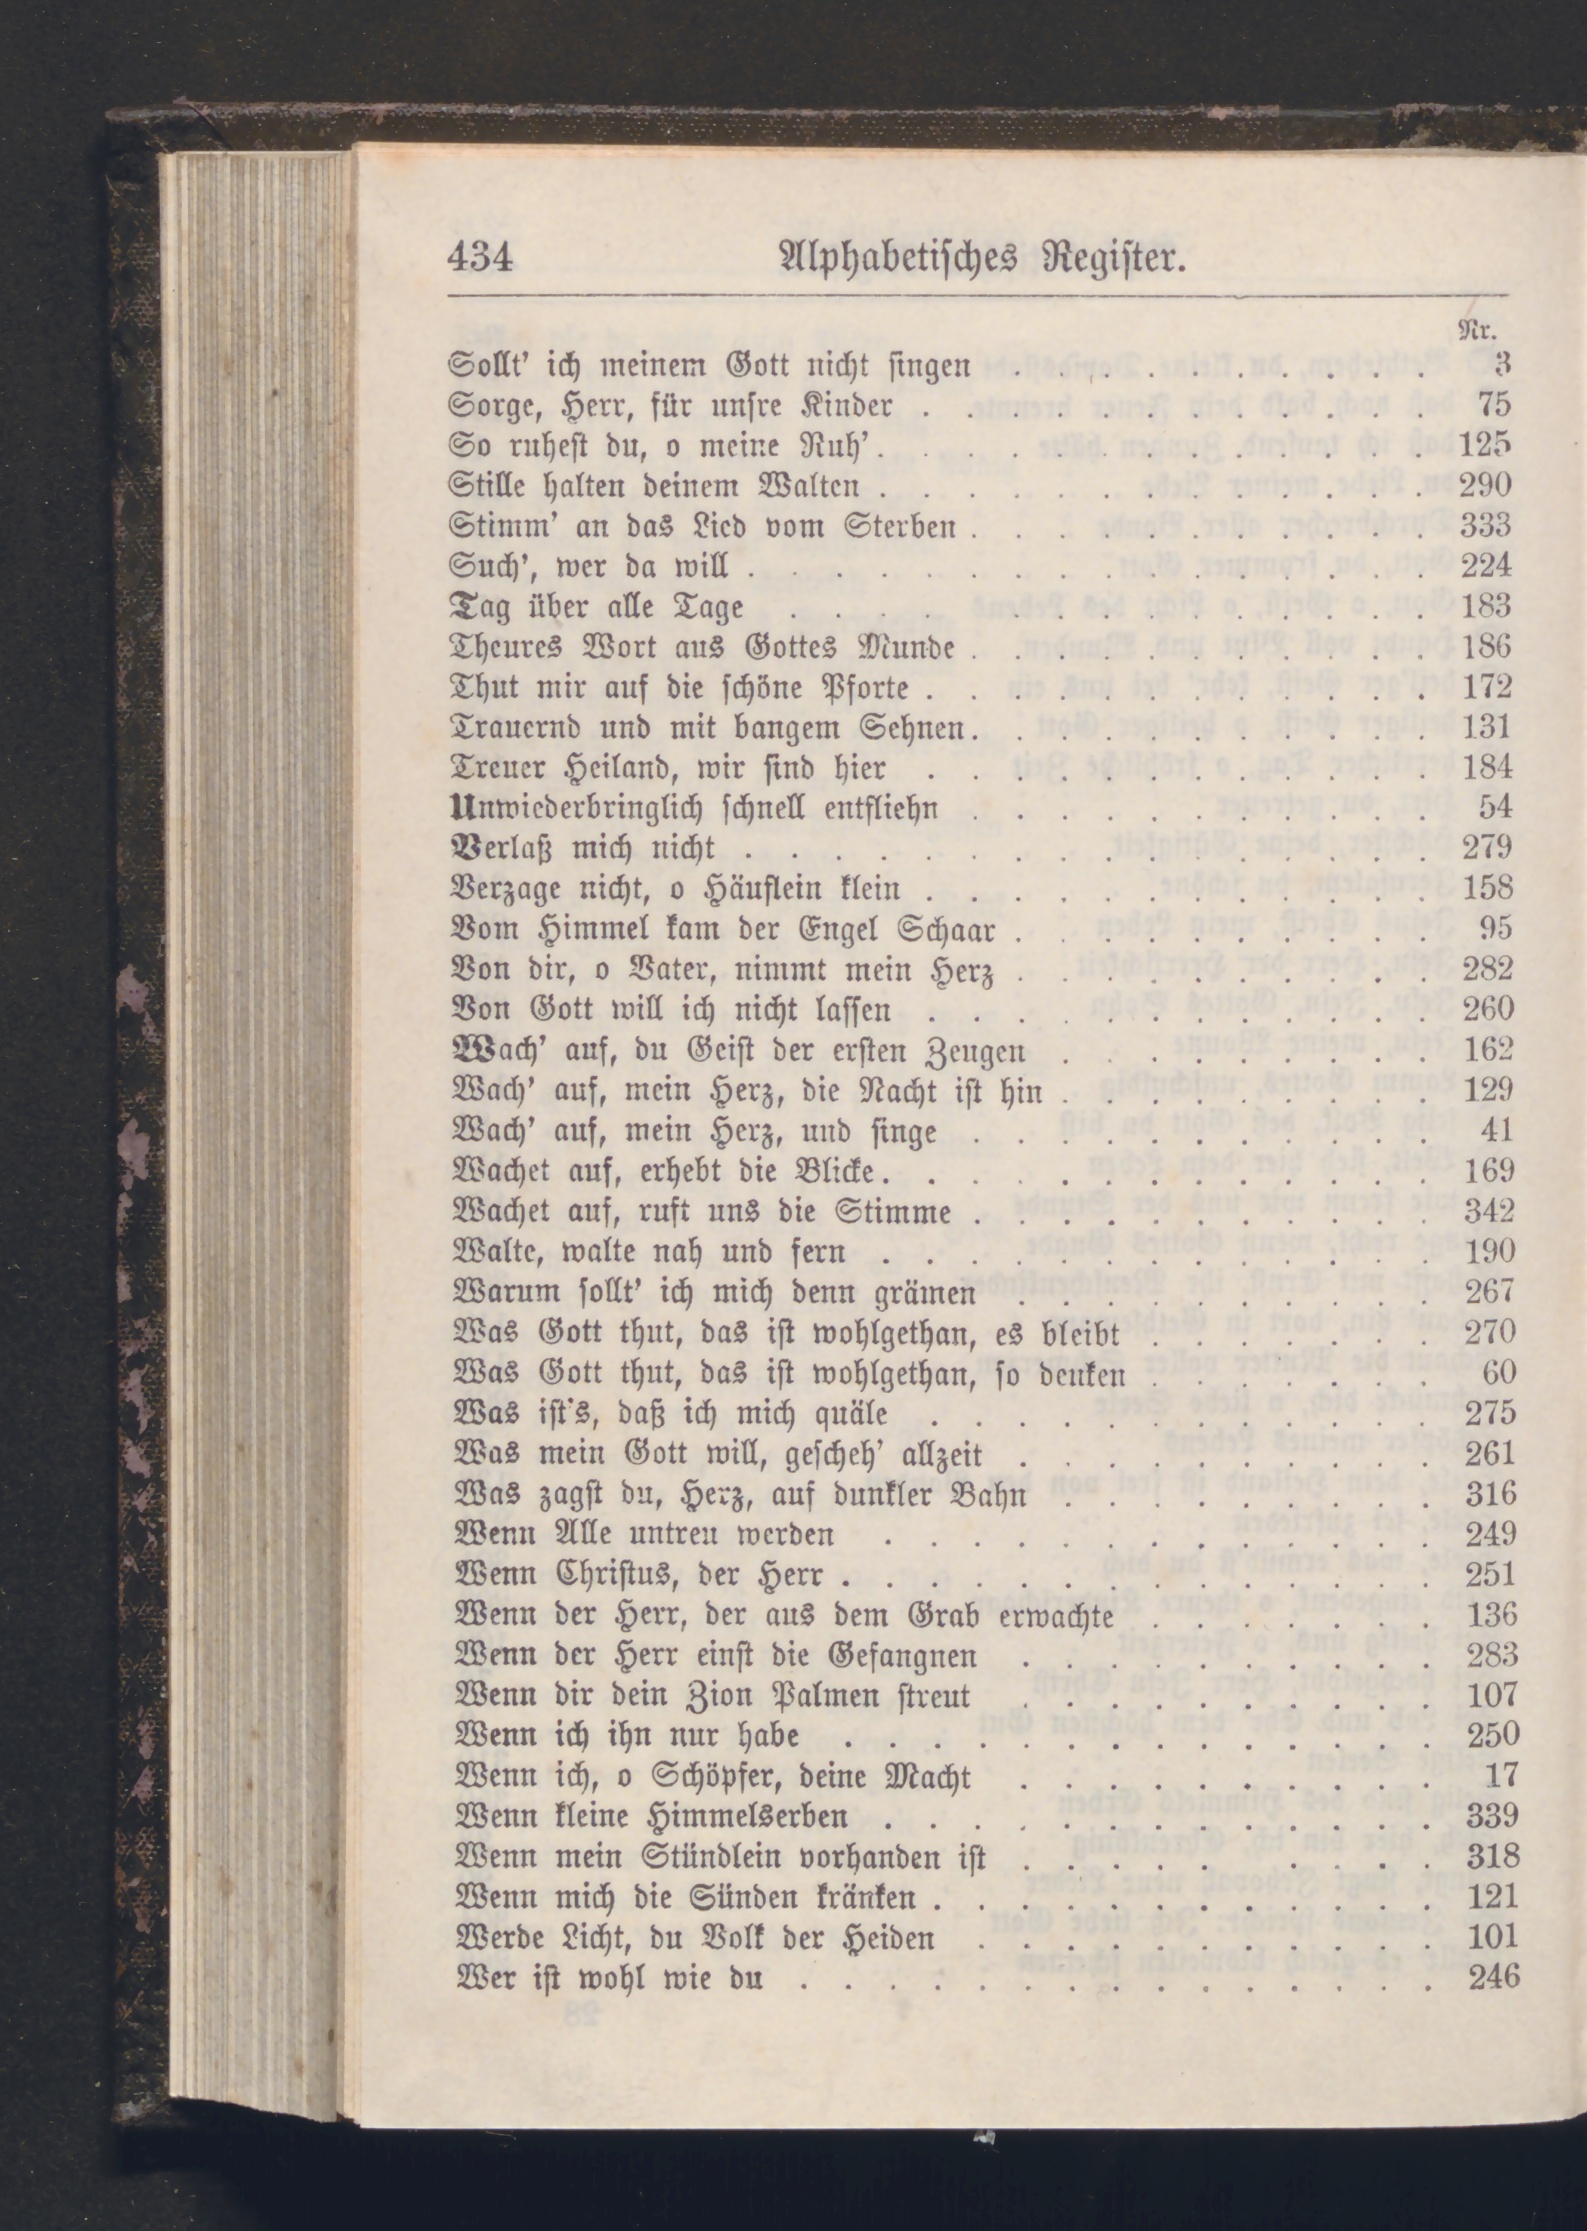 434 Alphabetisches Register.
Nr.
Sollt' ich meinem Gott nicht singen . . . . . . . . . . 3
Sorge, Herr, für unsre Kinder . . . . . . . . . . . . 75
So ruhest du, o meine Ruh'. . . . . . . . . . . . . 125
Stille halten deinem Walten . . . . . . . . . . . . . 290
Stimm' an das Lied vom Sterben . . . . . . . . . . . 333
Such', wer da will . . . . . . . . . . . . . . . . 224
Tag über alle Tage . . . . . . . . . . . . . . 183
Theures Wort aus Gottes Munde . . . . . . . . . . . 186
Thut mir auf die schöne Pforte . . . . . . . . . . . . 172
Trauernd und mit bangem Sehnen. . . . . . . . . . . 131
Treuer Heiland, wir sind hier . . . . . . . . . . . . 184
Unwiederbringlich schnell entfliehn . . . . . . . . . . . 54
Verlaß mich nicht . . . . . . . . . . . . . . . . 279
Verzage nicht, o Häuflein klein . . . . . . . . . . . . 158
Vom Himmel kam der Engel Schaar . . . . . . . . . . 95
Von dir, o Vater, nimmt mein Herz . . . . . . . . . . 282
Von Gott will ich nicht lassen . . . . . . . . . . . . 260
Wach' auf, du Geist der ersten Zeugen . . . . . . . . . 162
Wach' auf, mein Herz, die Nacht ist hin . . . . . . . . . 129
Wach' auf, mein Herz, und singe . . . . . . . . . . . 41
Wachet auf, erhebt die Blicke. . . . . . . . . . . . . 169
Wachet auf, ruft uns die Stimme . . . . . . . . . . . 342
Walte, walte nah und fern . . . . . . . . . . . . . 190
Warum sollt' ich mich denn grämen . . . . . . . . . . 267
Was Gott thut, das ist wohlgethan, es bleibt . . . . . . . 270
Was Gott thut, das ist wohlgethan, so denken . . . . . . . 60
Was ist's, daß ich mich quäle . . . . . . . . . . . . 275
Was mein Gott will, gescheh' allzeit . . . . . . . . . . 261
Was zagst du, Herz, auf dunkler Bahn . . . . . . . . . 316
Wenn Alle untreu werden . . . . . . . . . . . . . 249
Wenn Christus, der Herr . . . . . . . . . . . . . . 251
Wenn der Herr, der aus dem Grab erwachte . . . . . . . 136
Wenn der Herr einst die Gefangnen . . . . . . . . . . 283
Wenn dir dein Zion Palmen streut . . . . . . . . . . 107
Wenn ich ihn nur habe . . . . . . . . . . . . . . 250
Wenn ich, o Schöpfer, deine Macht . . . . . . . . . . 17
Wenn kleine Himmelserben . . . . . . . . . . . . . 339
Wenn mein Stündlein vorhanden ist . . . . . . . . . . 318
Wenn mich die Sünden kränken . . . . . . . . . . . . 121
Werde Licht, du Volk der Heiden . . . . . . . . . . . 101
Wer ist wohl wie du . . . . . . . . . . . . . . . 246